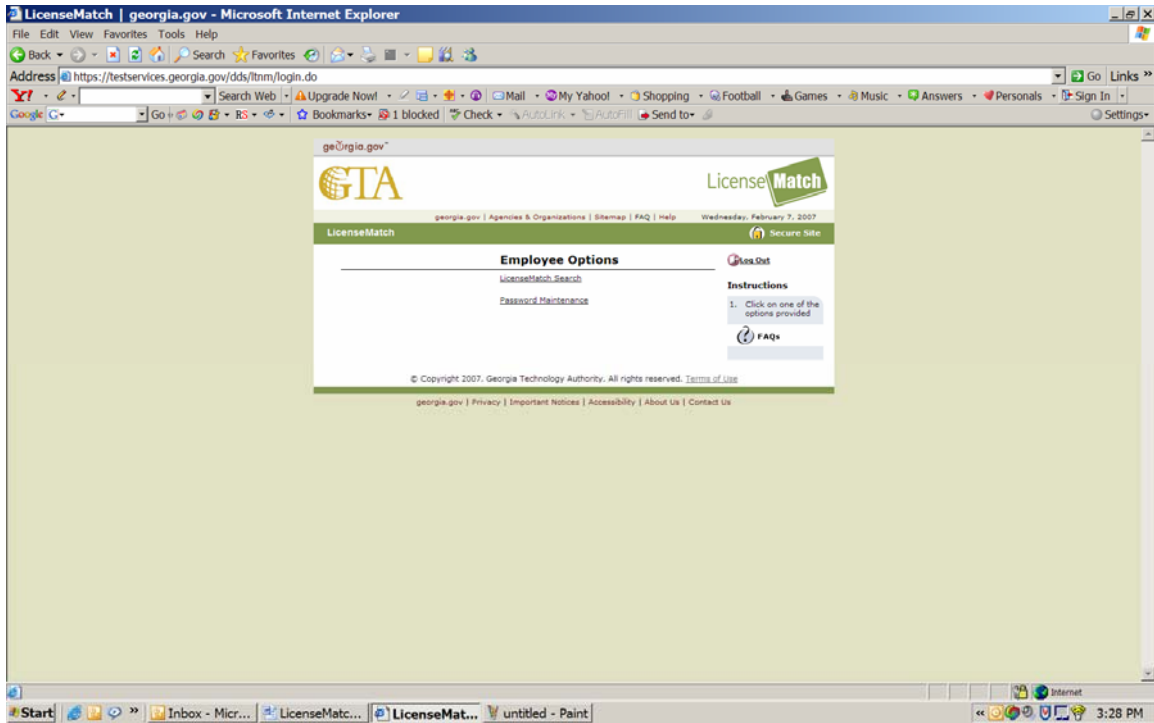 LicenseMatch | georgia.gov - Microsoft Internet Explorer
File Edit View Favorites Tools Help
Back Search Favorites
Address https://testservices.georgia.gov/dds/ltnm/login.do Go Links »
Y! Search Web Upgrade Now! Mail My Yahoo! Shopping Football Games Music Answers Personals Sign In
Google G Go RS Bookmarks 1 blocked Check AutoLink AutoFill Send to Settings
georgia.gov™
GTA
License Match
georgia.gov | Agencies & Organizations | Sitemap | FAQ | Help Wednesday, February 7, 2007
LicenseMatch Secure Site
Employee Options
LicenseMatch Search
Password Maintenance
Log Out
Instructions
1. Click on one of the
options provided
FAQs
© Copyright 2007. Georgia Technology Authority. All rights reserved. Terms of Use
georgia.gov | Privacy | Important Notices | Accessibility | About Us | Contact Us
Internet
Start » Inbox - Micr... LicenseMatc... LicenseMat... untitled - Paint « 3:28 PM